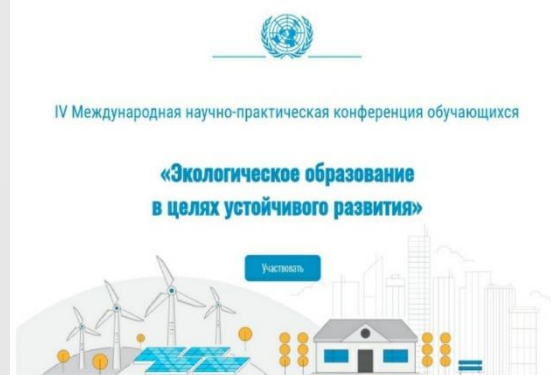 IV Международная научно-практическая конференция обучающихся
«Экологическое образование
в целях устойчивого развития»
Участвовать